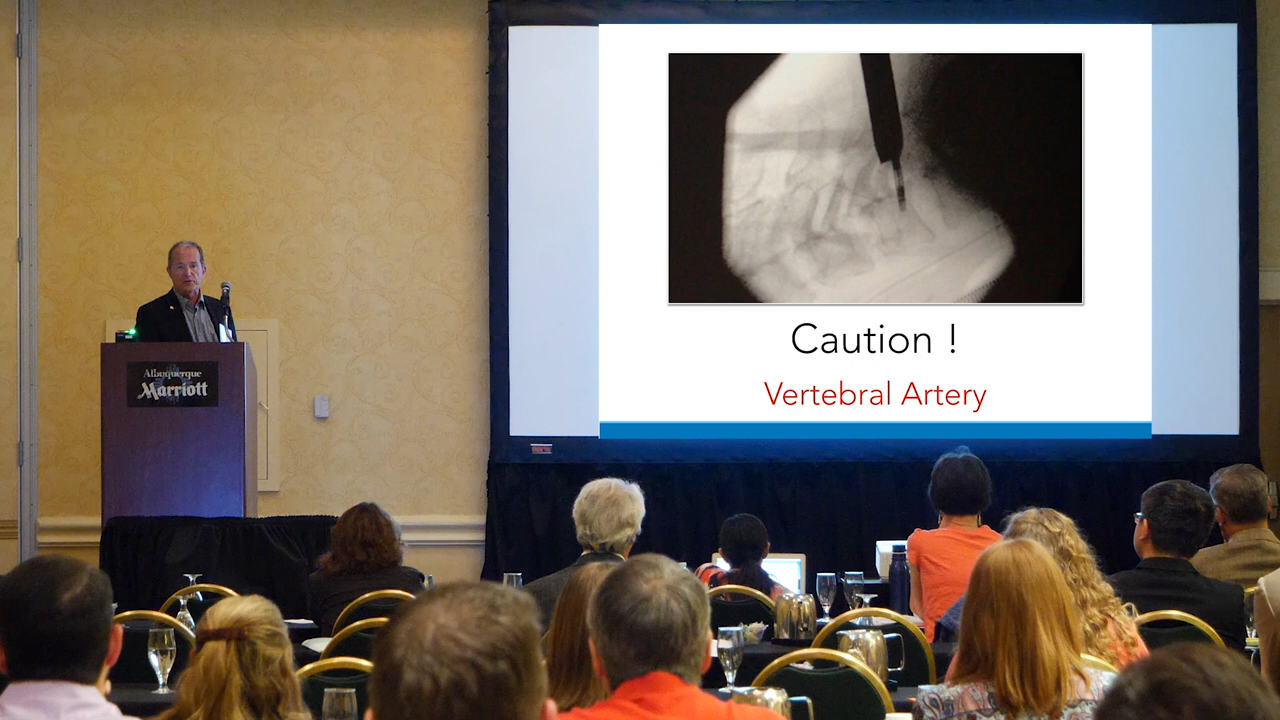 Albuquerque
Marriott
Caution !
Vertebral Artery